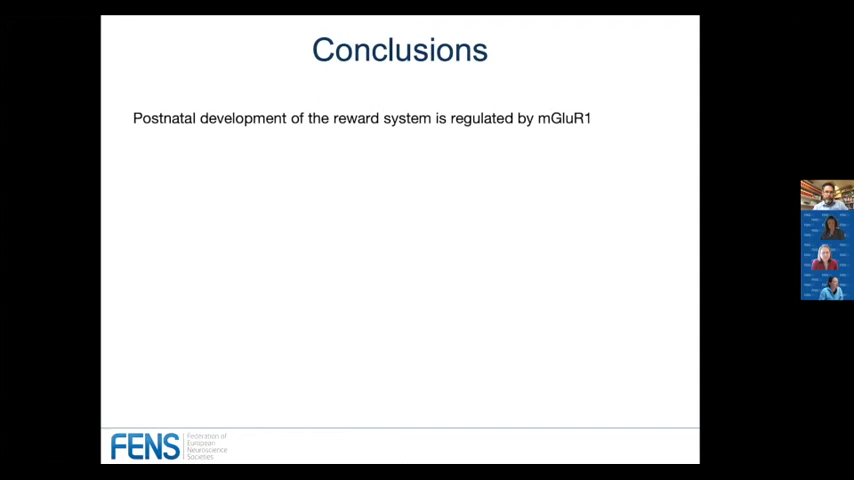 Conclusions
Postnatal development of the reward system is regulated by mGluR1
FENS
Federation of
European
Neuroscience
Societies